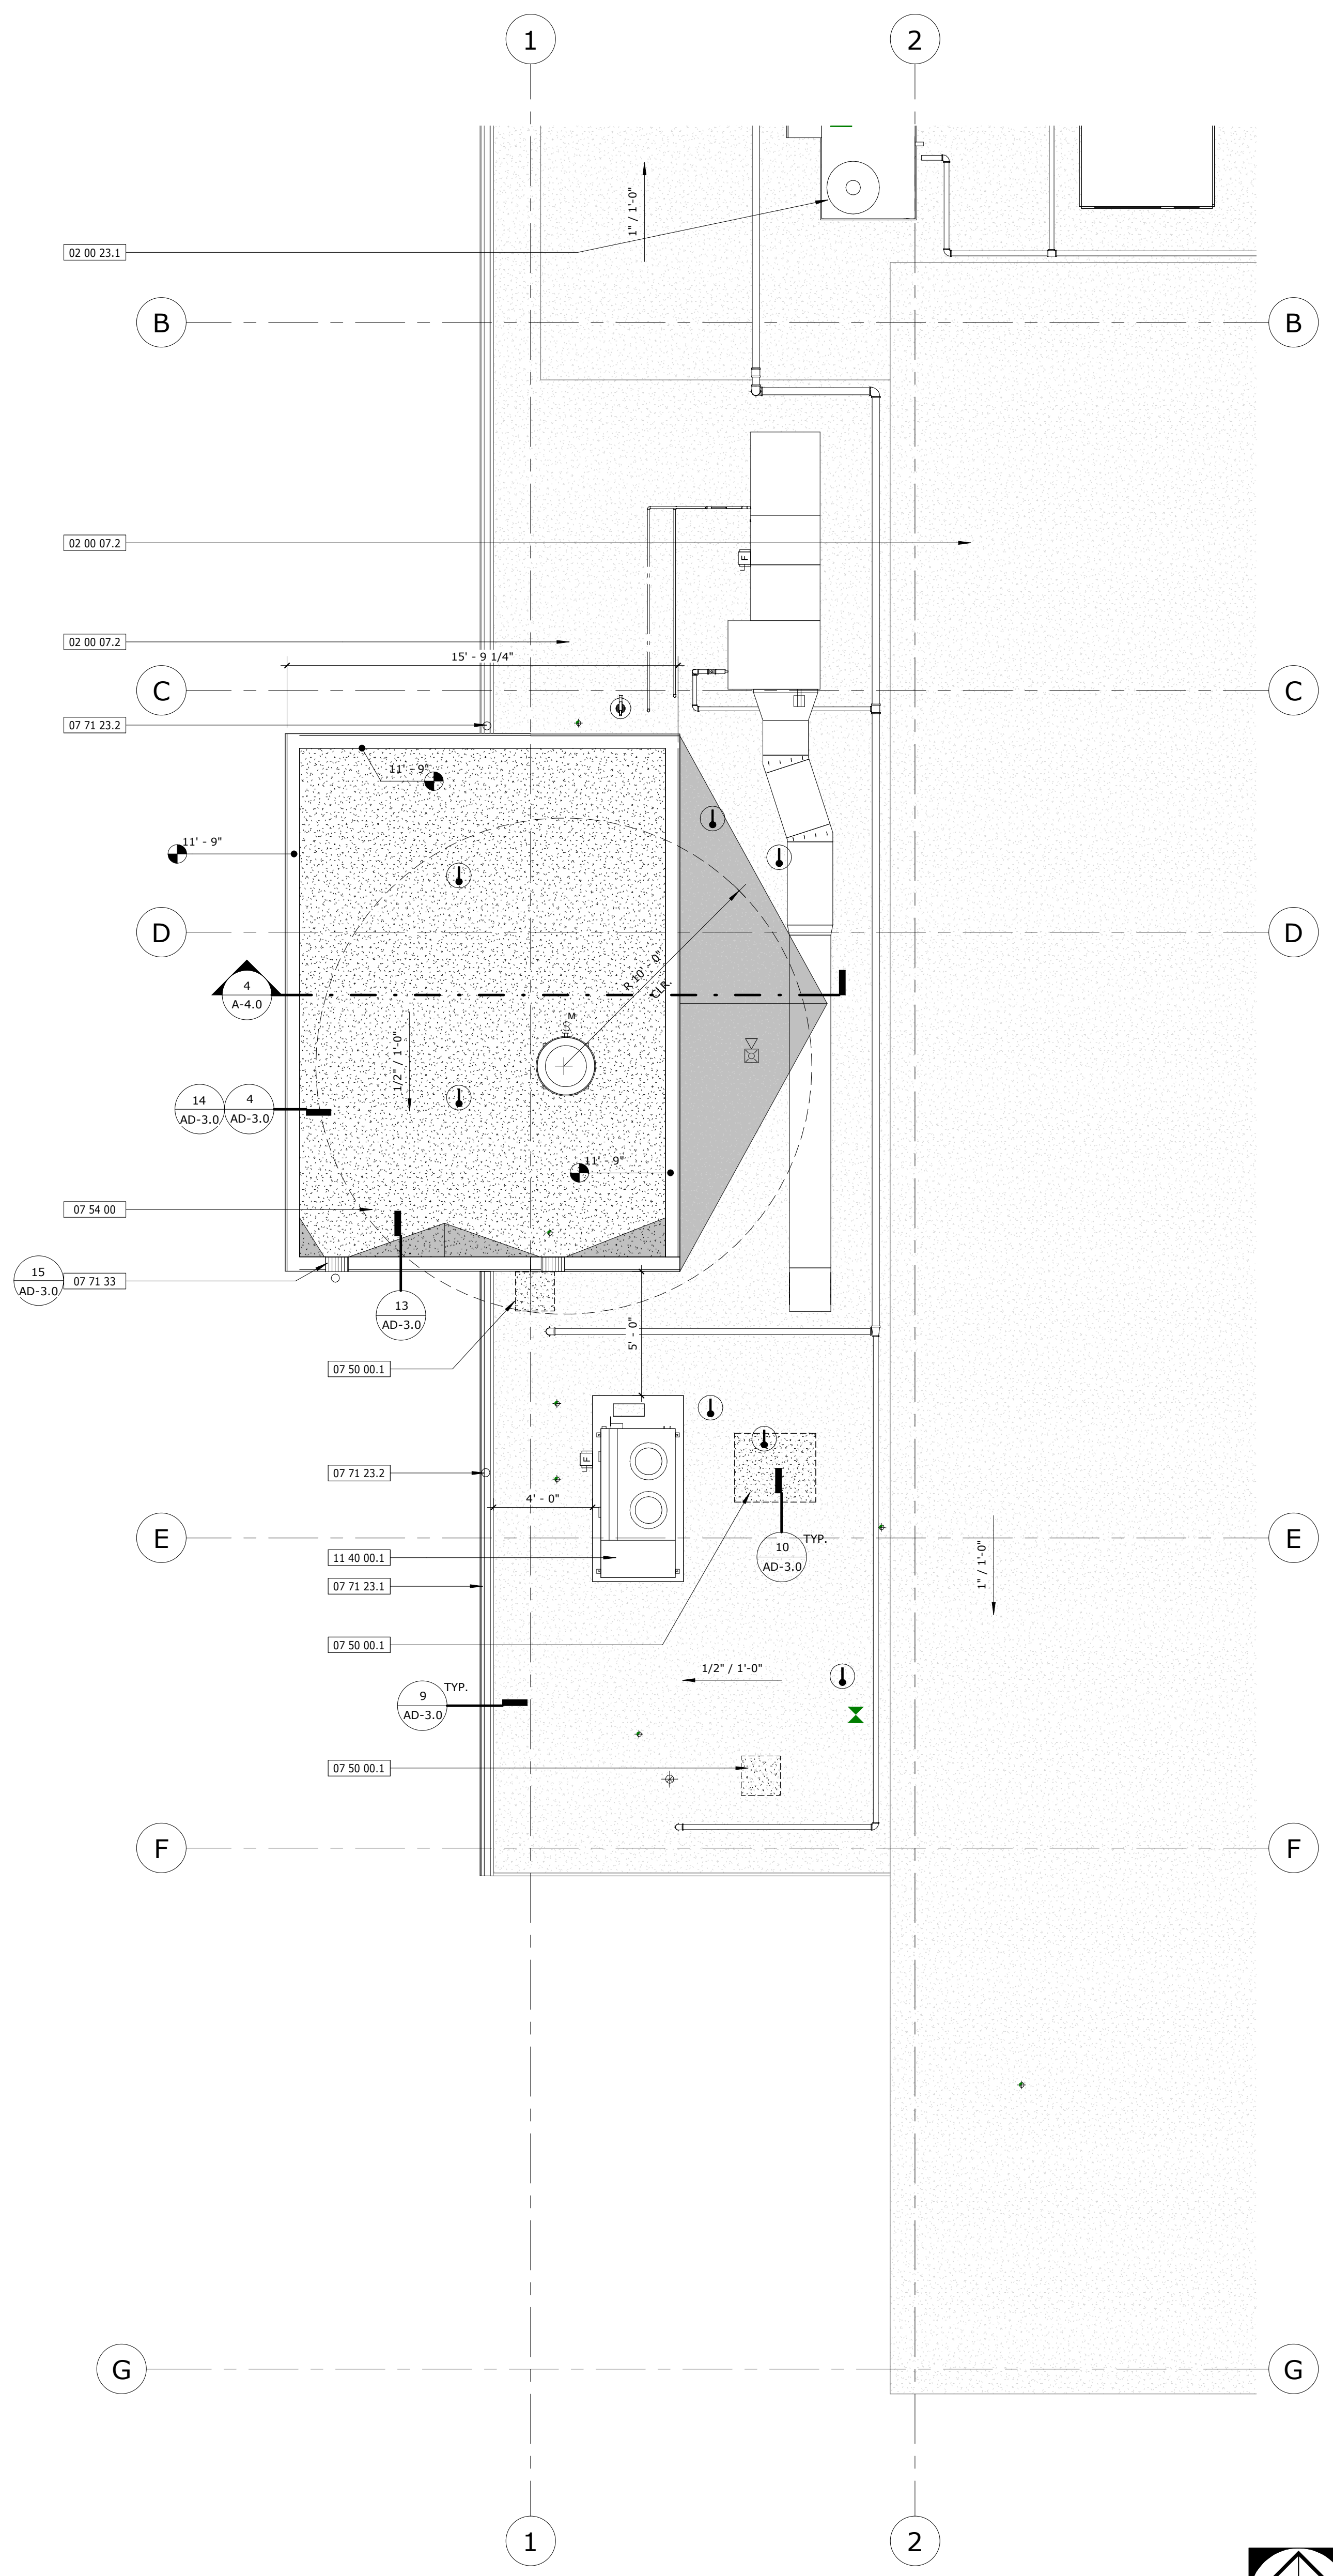 1
2
1" / 1'-0"
02 00 23.1
B
B
02 00 07.2
F
02 00 07.2
15' - 9 1/4"
C
C
07 71 23.2
11' - 9"
11' - 9"
D
D
R 10' - 0"
CLR.
4
A-4.0
M
1/2" / 1'-0"
14
AD-3.0
4
AD-3.0
11' - 9"
07 54 00
15
AD-3.0
07 71 33
13
AD-3.0
5' - 0"
07 50 00.1
F
07 71 23.2
4' - 0"
E
E
10
AD-3.0
TYP.
11 40 00.1
1" / 1'-0"
07 71 23.1
07 50 00.1
1/2" / 1'-0"
9
AD-3.0
TYP.
07 50 00.1
F
F
G
G
1
2